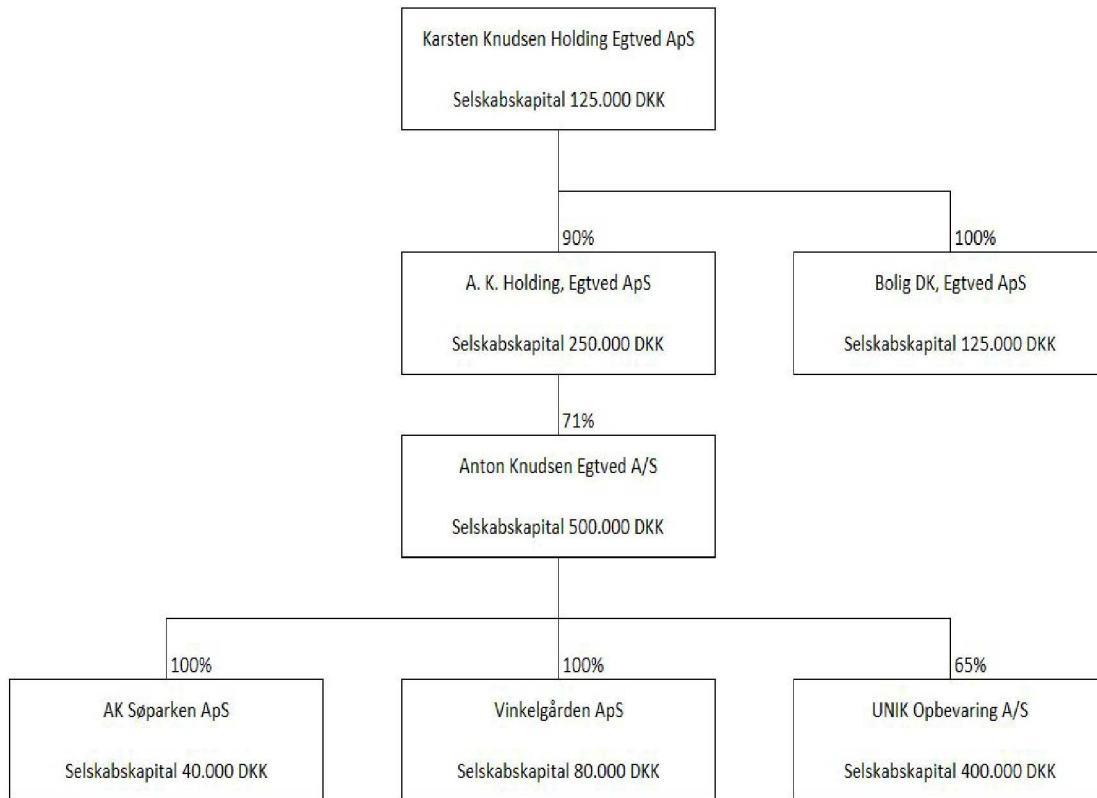 Karsten Knudsen Holding Egtved ApS
Selskabskapital 125.000 DKK
90%
100%
A. K. Holding, Egtved ApS
Selskabskapital 250.000 DKK
Bolig DK, Egtved ApS
Selskabskapital 125.000 DKK
71%
Anton Knudsen Egtved A/S
Selskabskapital 500.000 DKK
100%
100%
65%
AK Søparken ApS
Selskabskapital 40.000 DKK
Vinkelgården ApS
Selskabskapital 80.000 DKK
UNIK Opbevaring A/S
Selskabskapital 400.000 DKK